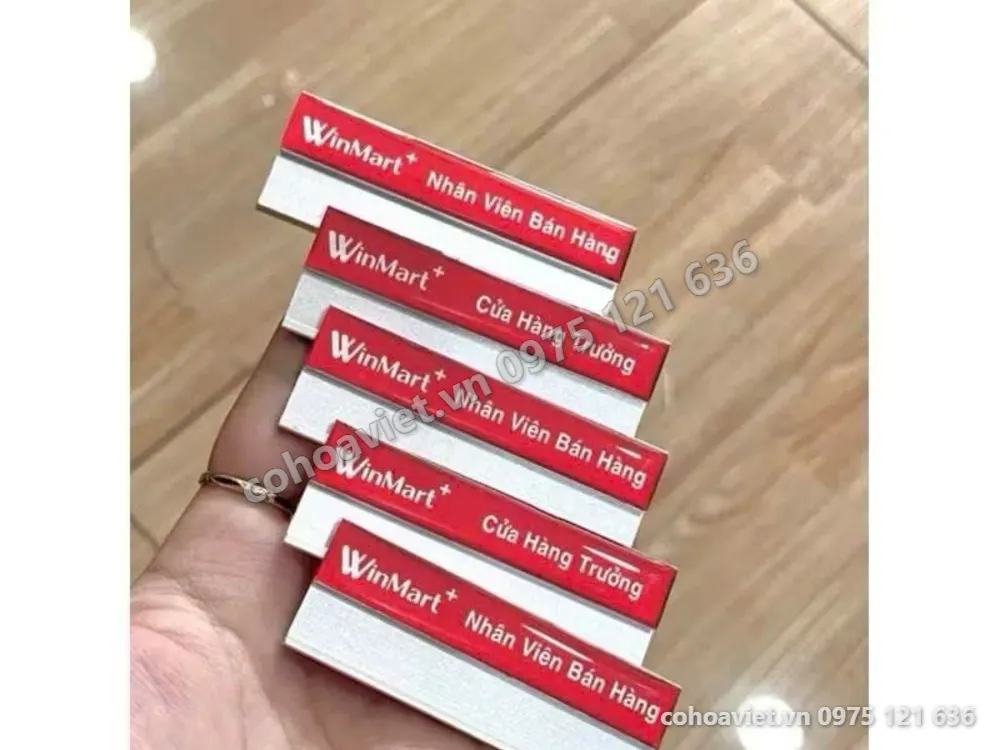 WinMart+ Nhân Viên Bán Hàng
WinMart+ Cửa Hàng Trưởng
WinMart+ Nhân Viên Bán Hàng
WinMart+ Cửa Hàng Trưởng
WinMart+ Nhân Viên Bán Hàng
cohoaviet.vn 0975 121 636
cohoaviet.vn 0975 121 636